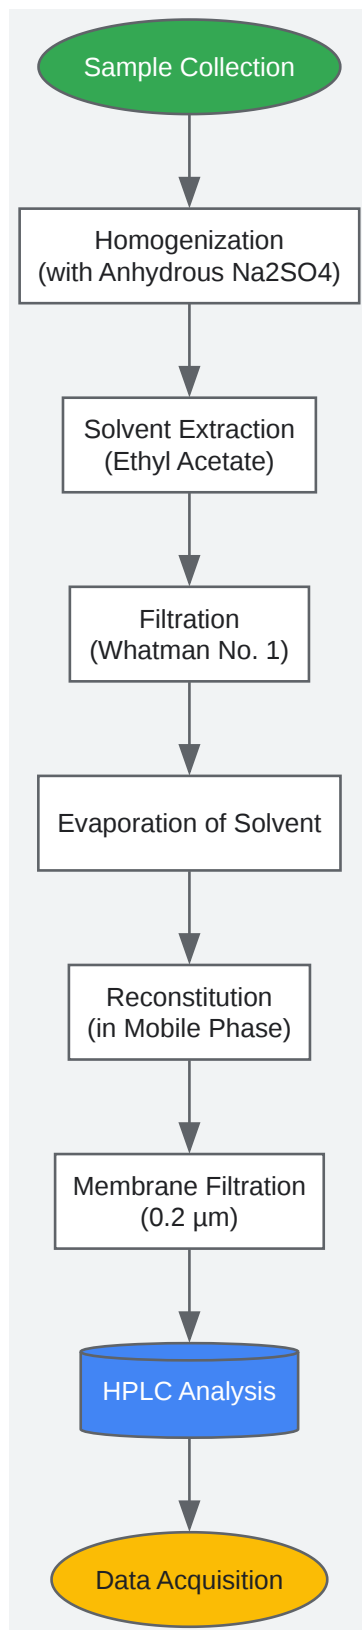 Sample Collection
Homogenization
(with Anhydrous Na2SO4)
Solvent Extraction
(Ethyl Acetate)
Filtration
(Whatman No. 1)
Evaporation of Solvent
Reconstitution
(in Mobile Phase)
Membrane Filtration
(0.2 µm)
HPLC Analysis
Data Acquisition